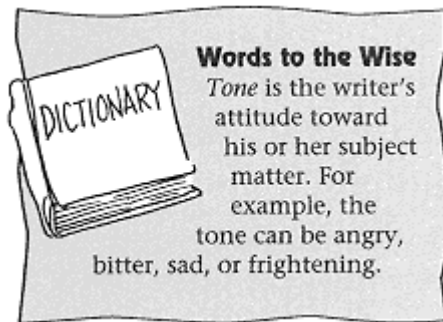 DICTIONARY
Words to the Wise
Tone is the writer's
attitude toward
his or her subject
matter. For
example, the
tone can be angry,
bitter, sad, or frightening.